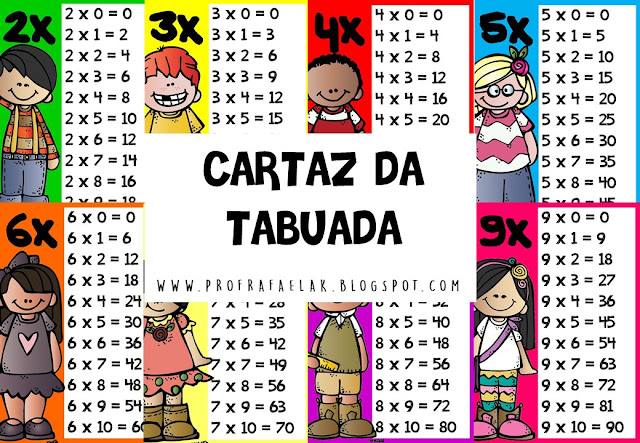 2x
2 x 0 = 0
2 x 1 = 2
2 x 2 = 4
2 x 3 = 6
2 x 4 = 8
2 x 5 = 10
2 x 6 = 12
2 x 7 = 14
2 x 8 = 16
3x
3 x 0 = 0
3 x 1 = 3
3 x 2 = 6
3 x 3 = 9
3 x 4 = 12
3 x 5 = 15
4x
4 x 0 = 0
4 x 1 = 4
4 x 2 = 8
4 x 3 = 12
4 x 4 = 16
4 x 5 = 20
5x
5 x 0 = 0
5 x 1 = 5
5 x 2 = 10
5 x 3 = 15
5 x 4 = 20
5 x 5 = 25
5 x 6 = 30
5 x 7 = 35
5 x 8 = 40
CARTAZ DA
TABUADA
WWW.PROFRAFAELAK.BLOGSPOT.COM
6x
6 x 0 = 0
6 x 1 = 6
6 x 2 = 12
6 x 3 = 18
6 x 4 = 24
6 x 5 = 30
6 x 6 = 36
6 x 7 = 42
6 x 8 = 48
6 x 9 = 54
6 x 10 = 60
7 x 5 = 35
7 x 6 = 42
7 x 7 = 49
7 x 8 = 56
7 x 9 = 63
7 x 10 = 70
8 x 5 = 40
8 x 6 = 48
8 x 7 = 56
8 x 8 = 64
8 x 9 = 72
8 x 10 = 80
9x
9 x 0 = 0
9 x 1 = 9
9 x 2 = 18
9 x 3 = 27
9 x 4 = 36
9 x 5 = 45
9 x 6 = 54
9 x 7 = 63
9 x 8 = 72
9 x 9 = 81
9 x 10 = 90